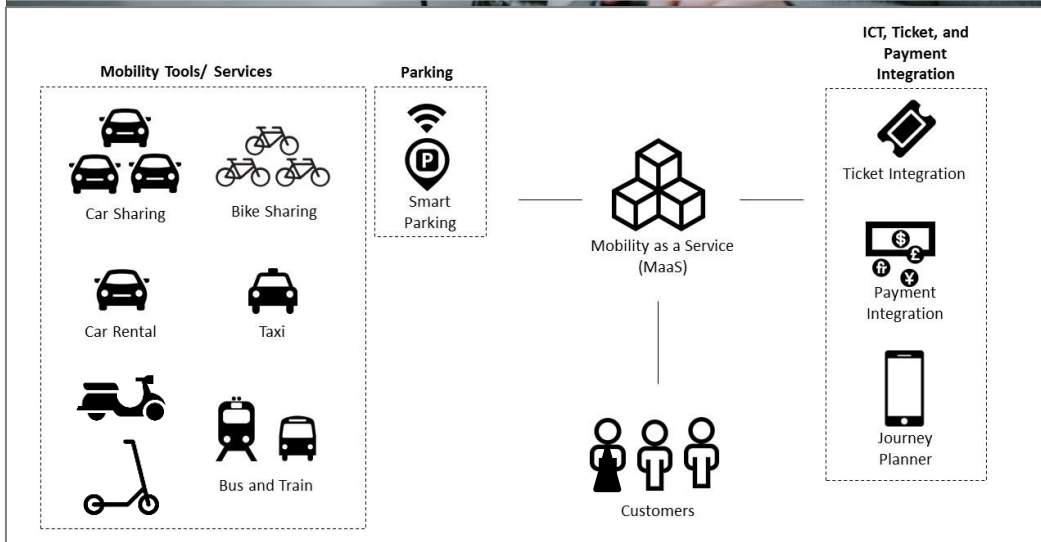 Mobility Tools/ Services
Car Sharing
Bike Sharing
Car Rental
Taxi
Bus and Train
Parking
P
Smart
Parking
Mobility as a Service
(MaaS)
Customers
ICT, Ticket, and
Payment
Integration
Ticket Integration
$
£
¥
Payment
Integration
Journey
Planner